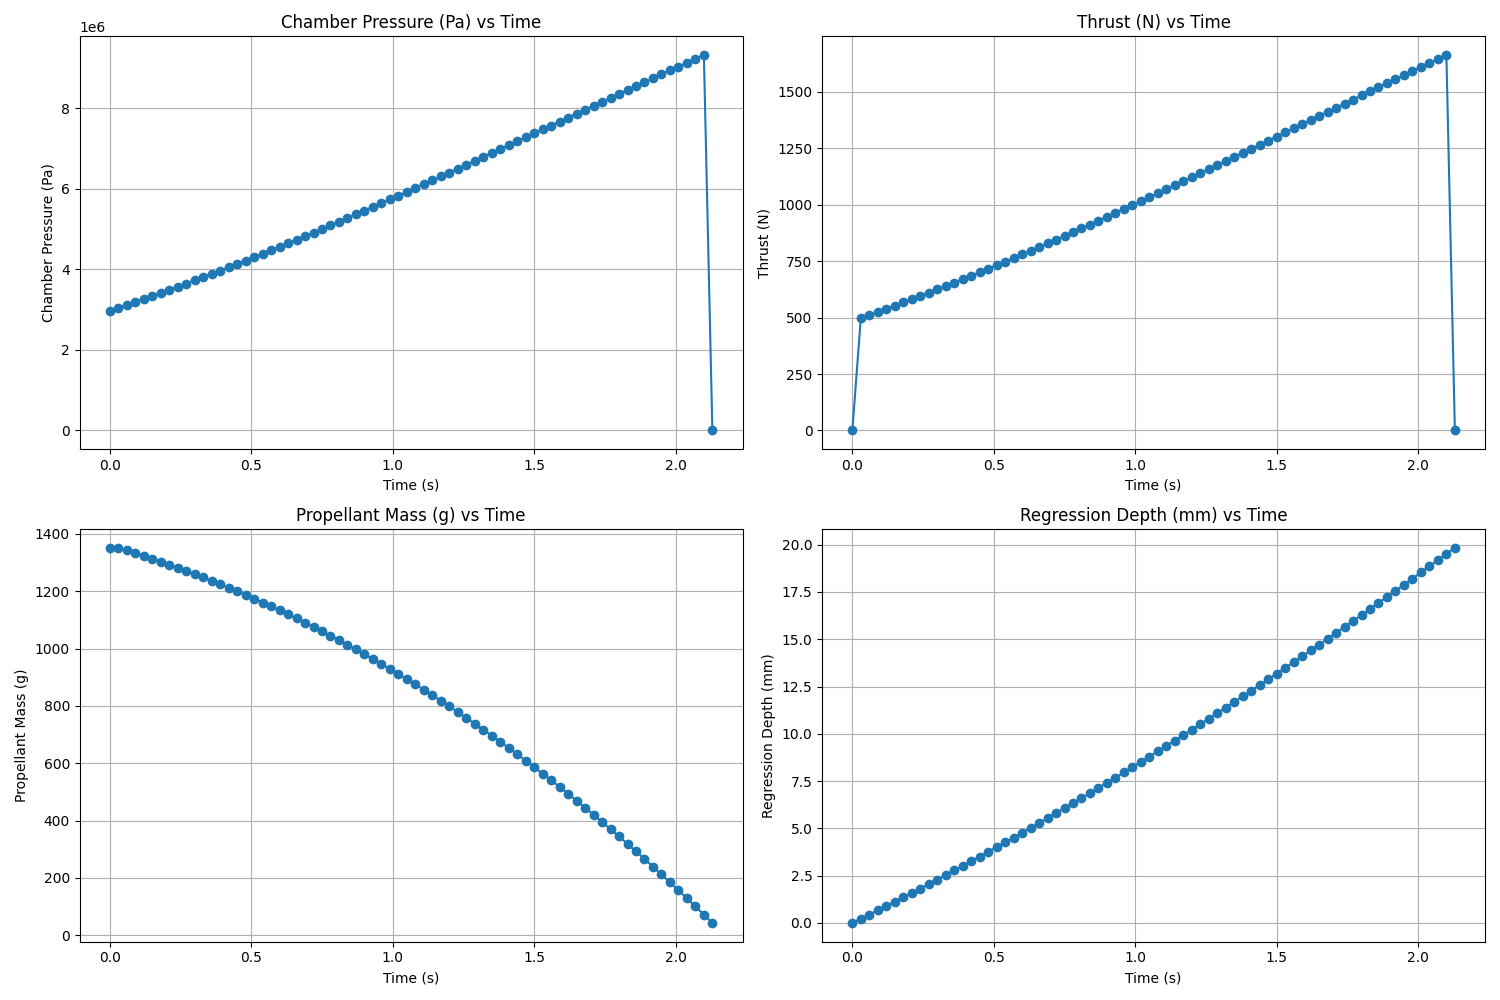 Chamber Pressure (Pa) vs Time
1e6
Chamber Pressure (Pa)
8
6
4
2
0
0.0 0.5 1.0 1.5 2.0
Time (s)
Thrust (N) vs Time
Thrust (N)
1500
1250
1000
750
500
250
0
0.0 0.5 1.0 1.5 2.0
Time (s)
Propellant Mass (g) vs Time
Propellant Mass (g)
1400
1200
1000
800
600
400
200
0
0.0 0.5 1.0 1.5 2.0
Time (s)
Regression Depth (mm) vs Time
Regression Depth (mm)
20.0
17.5
15.0
12.5
10.0
7.5
5.0
2.5
0.0
0.0 0.5 1.0 1.5 2.0
Time (s)